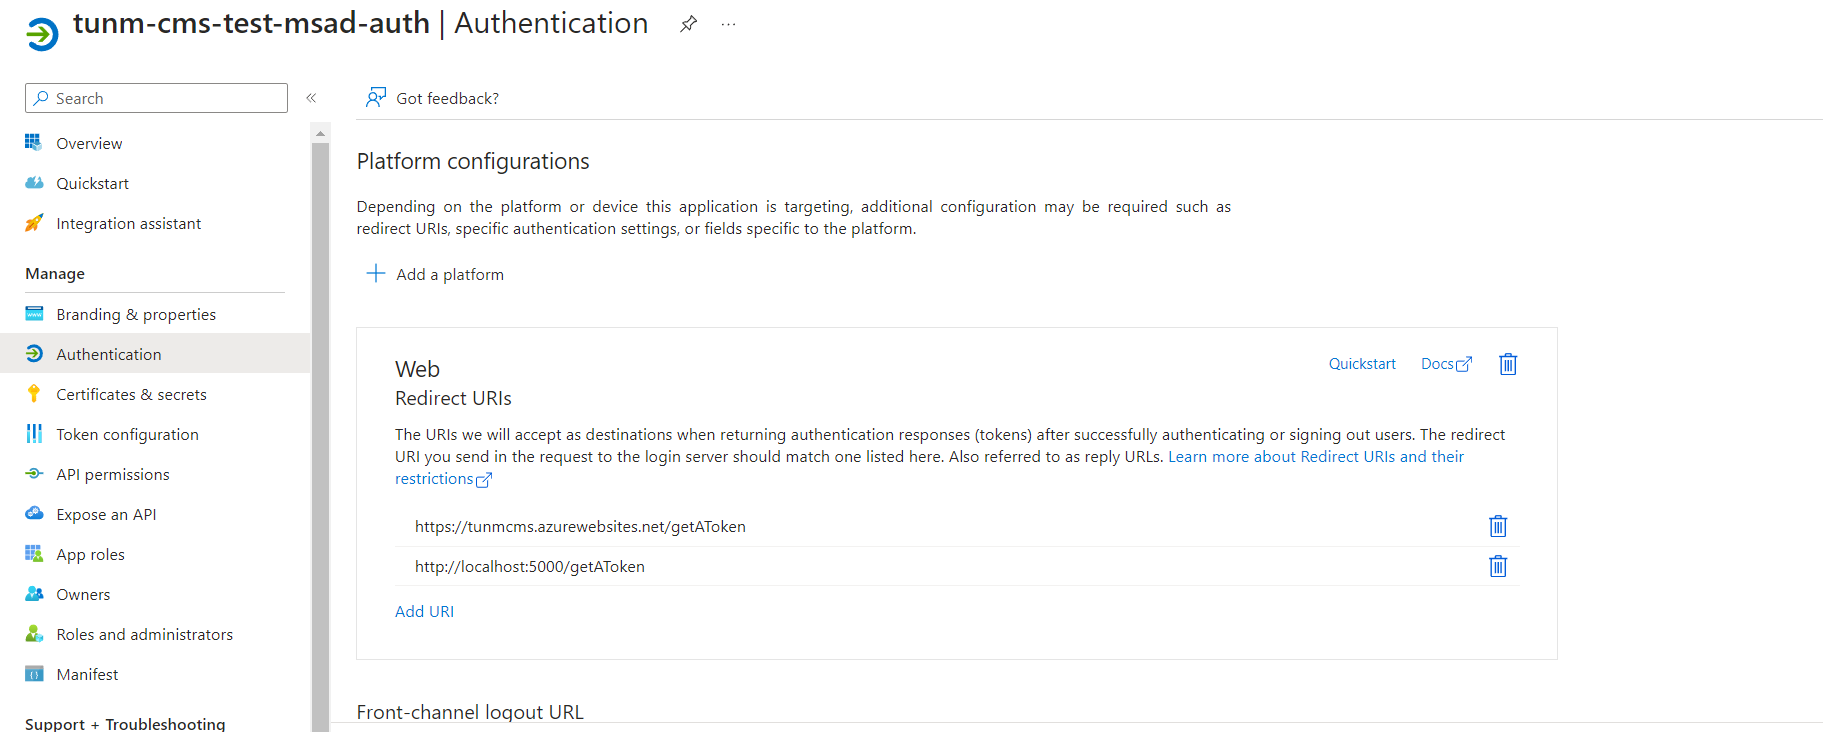 tunm-cms-test-msad-auth | Authentication
Search
Overview
Quickstart
Integration assistant
Manage
Branding & properties
Authentication
Certificates & secrets
Token configuration
API permissions
Expose an API
App roles
Owners
Roles and administrators
Manifest
Support + Troubleshooting
Got feedback?
Platform configurations
Depending on the platform or device this application is targeting, additional configuration may be required such as
redirect URIs, specific authentication settings, or fields specific to the platform.
Add a platform
Web
Quickstart
Docs
Redirect URIs
The URIs we will accept as destinations when returning authentication responses (tokens) after successfully authenticating or signing out users. The redirect
URI you send in the request to the login server should match one listed here. Also referred to as reply URLs. Learn more about Redirect URIs and their
restrictions
https://tunmcms.azurewebsites.net/getAToken
http://localhost:5000/getAToken
Add URI
Front-channel logout URL